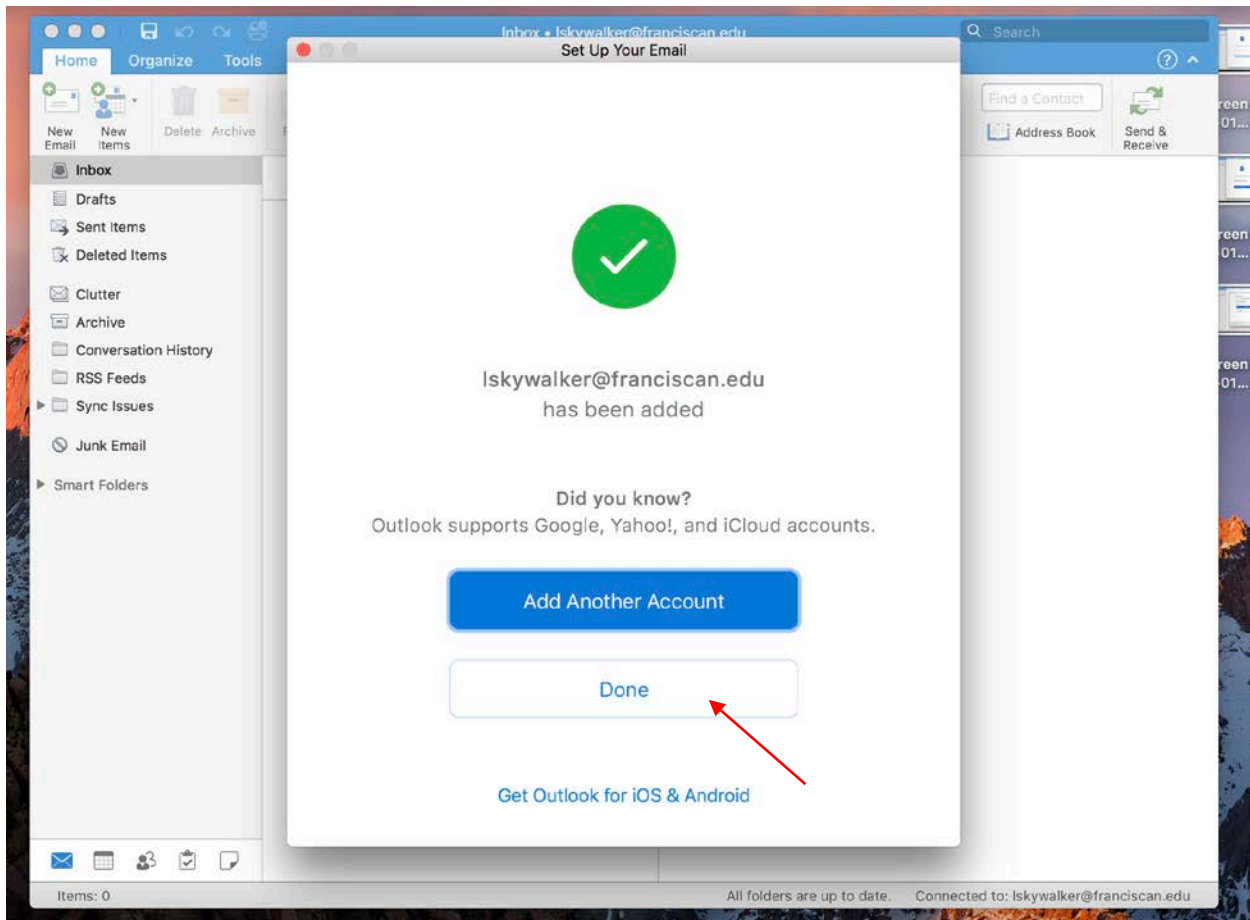 Inbox • lskywalker@franciscan.edu
Search
Set Up Your Email
Home Organize Tools
Find a Contact
New Email
New Items
Delete
Archive
Address Book
Send & Receive
Inbox
Drafts
Sent Items
Deleted Items
Clutter
Archive
Conversation History
RSS Feeds
Sync Issues
Junk Email
Smart Folders
lskywalker@franciscan.edu
has been added
Did you know?
Outlook supports Google, Yahoo!, and iCloud accounts.
Add Another Account
Done
Get Outlook for iOS & Android
Items: 0
All folders are up to date.
Connected to: lskywalker@franciscan.edu